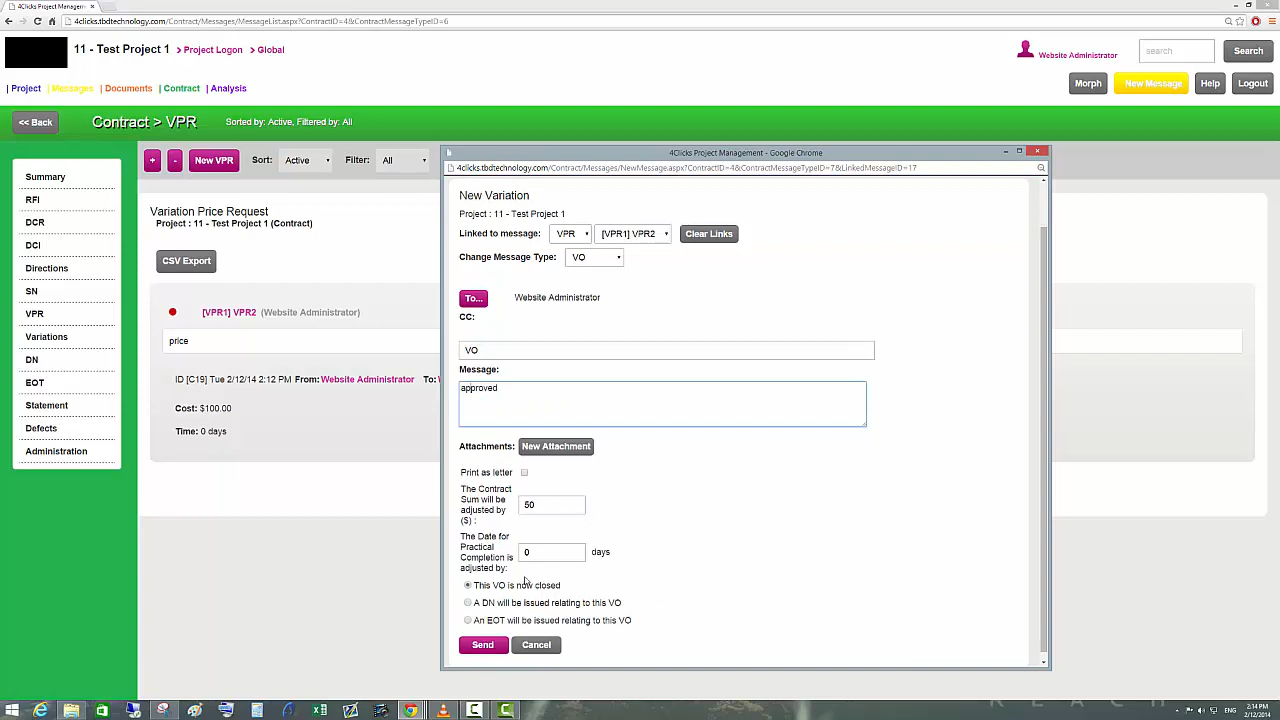 4Clicks Project Managem
4clicks.tbdtechnology.com/Contract/Messages/MessageList.aspx?ContractID=4&ContractMessageTypeID=6
11 - Test Project 1 > Project Logon > Global
Website Administrator
search
Search
| Project | Messages | Documents | Contract | Analysis
Morph
New Message
Help
Logout
<< Back
Contract > VPR
Sorted by: Active, Filtered by: All
Summary
RFI
DCR
DCI
Directions
SN
VPR
Variations
DN
EOT
Statement
Defects
Administration
+
-
New VPR
Sort:
Active
Filter:
All
Variation Price Request
Project : 11 - Test Project 1 (Contract)
CSV Export
[VPR1] VPR2 (Website Administrator)
price
ID [C19] Tue 2/12/14 2:12 PM From: Website Administrator To:
Cost: $100.00
Time: 0 days
4Clicks Project Management - Google Chrome
4clicks.tbdtechnology.com/Contract/Messages/NewMessage.aspx?ContractID=4&ContractMessageTypeID=7&LinkedMessageID=17
New Variation
Project : 11 - Test Project 1
Linked to message:
VPR
[VPR1] VPR2
Clear Links
Change Message Type:
VO
To...
Website Administrator
CC:
VO
Message:
approved
Attachments:
New Attachment
Print as letter
The Contract
Sum will be
adjusted by
($) :
50
The Date for
Practical
Completion is
adjusted by:
0
days
This VO is now closed
A DN will be issued relating to this VO
An EOT will be issued relating to this VO
Send
Cancel
R E A C H
ENG
2:14 PM
2/12/2014